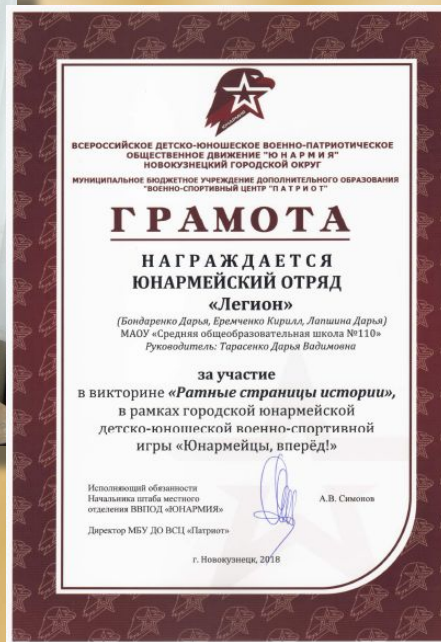 ЮНАРМИЯ
ВСЕРОССИЙСКОЕ ДЕТСКО-ЮНОШЕСКОЕ ВОЕННО-ПАТРИОТИЧЕСКОЕ
ОБЩЕСТВЕННОЕ ДВИЖЕНИЕ "Ю Н А Р М И Я"
НОВОКУЗНЕЦКИЙ ГОРОДСКОЙ ОКРУГ
МУНИЦИПАЛЬНОЕ БЮДЖЕТНОЕ УЧРЕЖДЕНИЕ ДОПОЛНИТЕЛЬНОГО ОБРАЗОВАНИЯ
"ВОЕННО-СПОРТИВНЫЙ ЦЕНТР "П А Т Р И О Т"
ГРАМОТА
Н А Г Р А Ж Д А Е Т С Я
ЮНАРМЕЙСКИЙ ОТРЯД
«Легион»
(Бондаренко Дарья, Еремченко Кирилл, Лапшина Дарья)
МАОУ «Средняя общеобразовательная школа №110»
Руководитель: Тарасенко Дарья Вадимовна
за участие
в викторине «Ратные страницы истории»,
в рамках городской юнармейской
детско-юношеской военно-спортивной
игры «Юнармейцы, вперёд!»
Исполняющий обязанности
Начальника штаба местного
отделения ВВПОД «ЮНАРМИЯ»
А.В. Симонов
Директор МБУ ДО ВСЦ «Патриот»
г. Новокузнецк, 2018